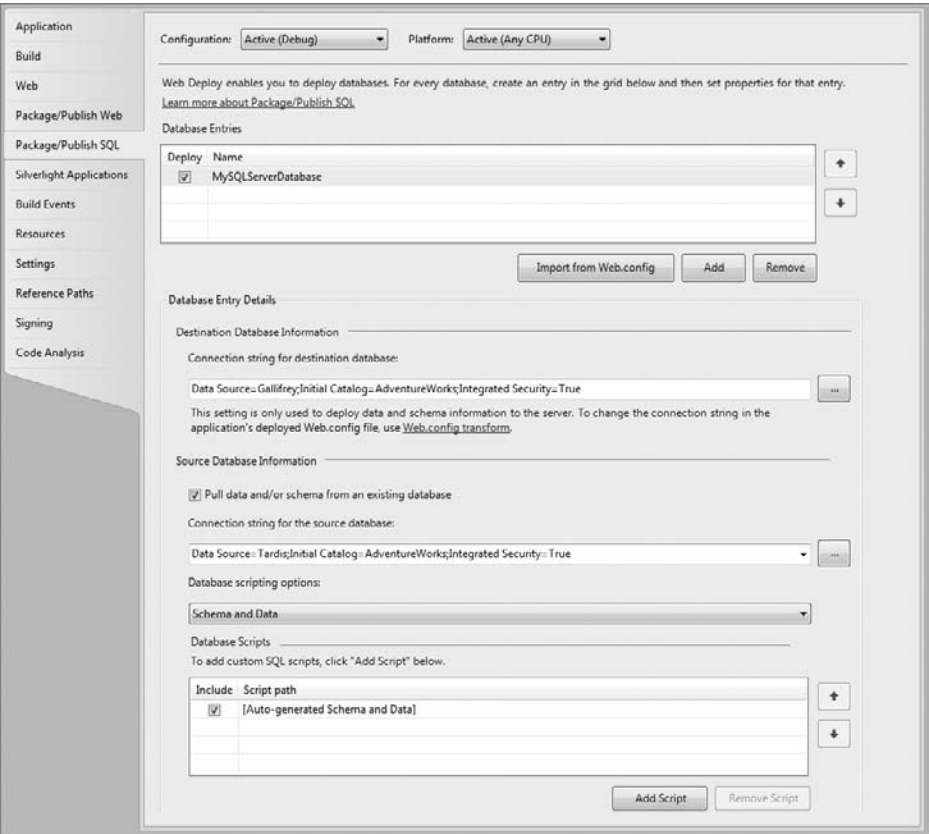 Application
Build
Web
Package/Publish Web
Package/Publish SQL
Silverlight Applications
Build Events
Resources
Settings
Reference Paths
Signing
Code Analysis
Configuration: Active (Debug) Platform: Active (Any CPU)
Web Deploy enables you to deploy databases. For every database, create an entry in the grid below and then set properties for that entry.
Learn more about Package/Publish SQL
Database Entries
Deploy Name
MySQLServerDatabase
Import from Web.config Add Remove
Database Entry Details
Destination Database Information
Connection string for destination database:
Data Source=Gallifrey;Initial Catalog=AdventureWorks;Integrated Security=True ...
This setting is only used to deploy data and schema information to the server. To change the connection string in the
application's deployed Web.config file, use Web.config transform.
Source Database Information
Pull data and/or schema from an existing database
Connection string for the source database:
Data Source=Tardis;Initial Catalog=AdventureWorks;Integrated Security=True ...
Database scripting options:
Schema and Data
Database Scripts
To add custom SQL scripts, click "Add Script" below.
Include Script path
[Auto-generated Schema and Data]
Add Script Remove Script